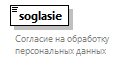 soglasie
Согласие на обработку
персональных данных